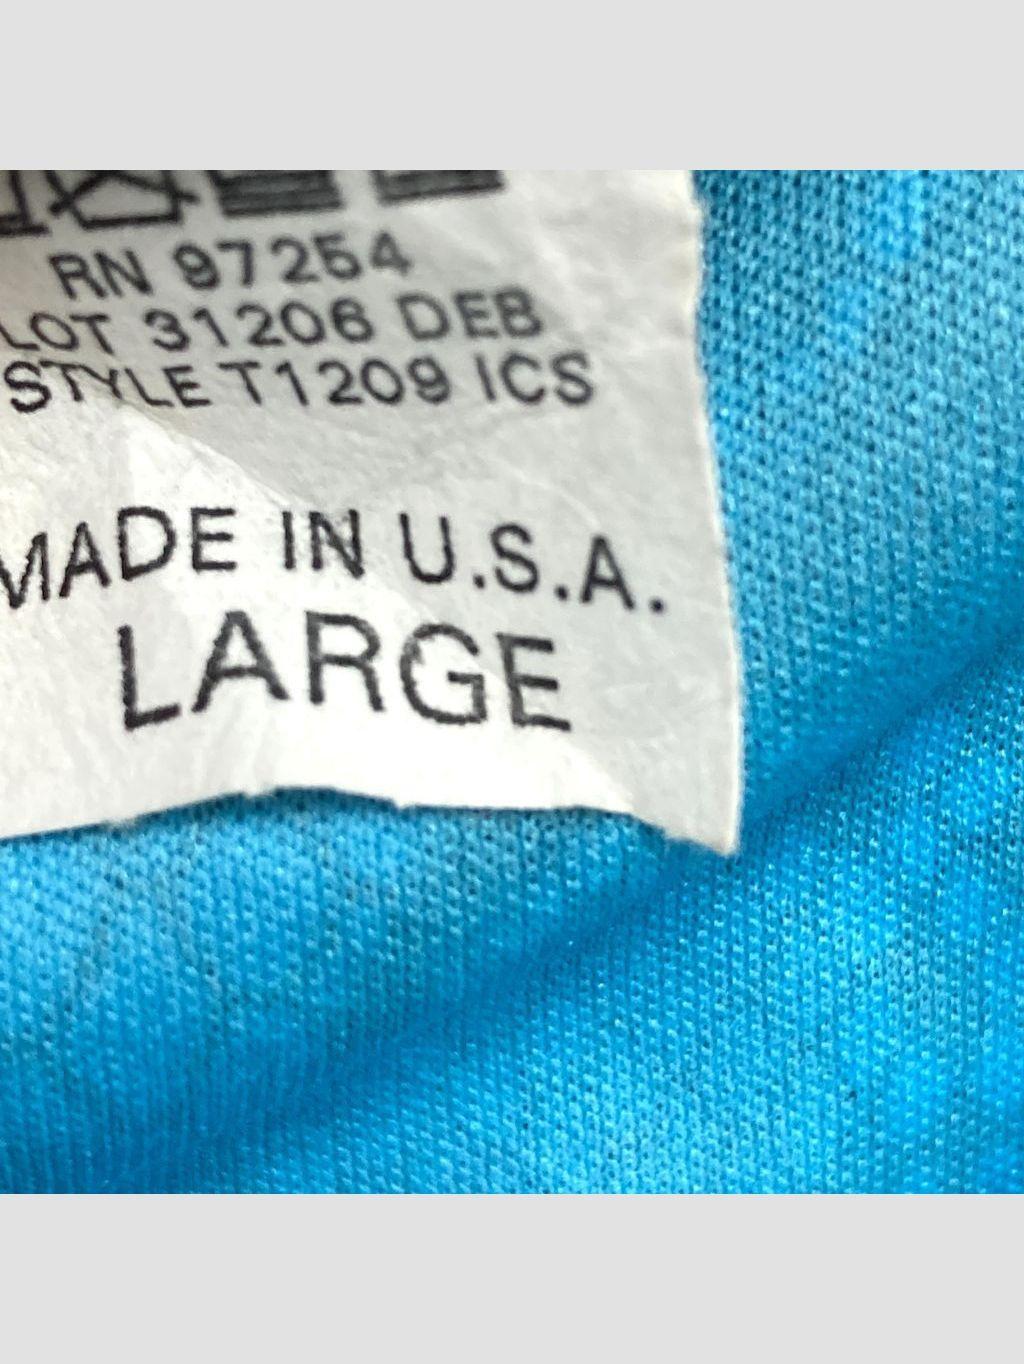 RN 97254
LOT 31206 DEB
STYLE T1209 ICS
MADE IN U.S.A.
LARGE